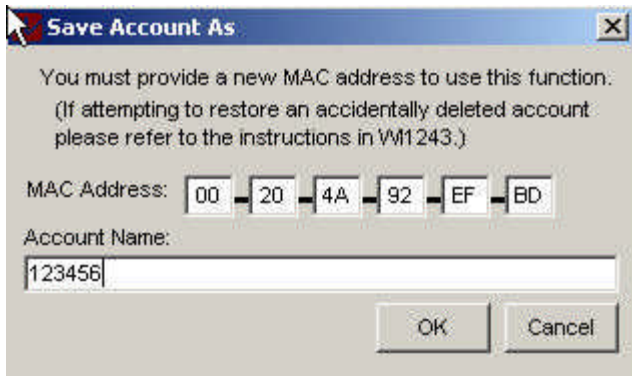 Save Account As
You must provide a new MAC address to use this function.
(If attempting to restore an accidentally deleted account
please refer to the instructions in WI1243.)
MAC Address: 00 - 20 - 4A - 92 - EF - BD
Account Name:
123456
OK Cancel